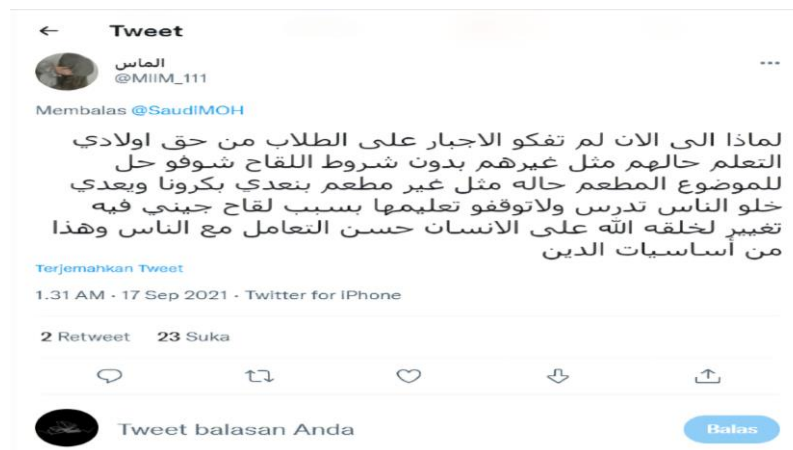 ← Tweet
الماس
@MIIM_111
Membalas @SaudiMOH
لماذا الى الان لم تفكو الاجبار على الطلاب من حق اولادي
التعلم حالهم مثل غيرهم بدون شروط اللقاح شوفو حل
للموضوع المطعم حاله مثل غير مطعم بنعدي بكرونا ويعدي
خلو الناس تدرس ولاتوقفو تعليمها بسبب لقاح جيني فيه
تغيير لخلقه الله على الانسان حسن التعامل مع الناس وهذا
من أساسيات الدين
Terjemahkan Tweet
1.31 AM · 17 Sep 2021 · Twitter for iPhone
2 Retweet 23 Suka
Tweet balasan Anda
Balas